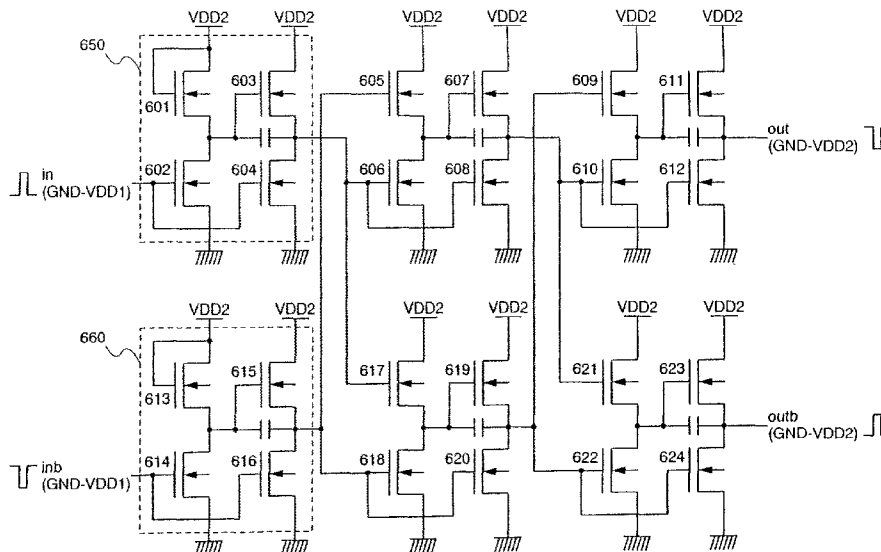 VDD2 VDD2 VDD2 VDD2 VDD2 VDD2
650
603 605 607 609 611
601
out
(GND-VDD2)
602 604 606 608 610 612
in
(GND-VDD1)
VDD2 VDD2 VDD2 VDD2 VDD2 VDD2
660
615 617 619 621 623
613
outb
(GND-VDD2)
614 616 618 620 622 624
inb
(GND-VDD1)